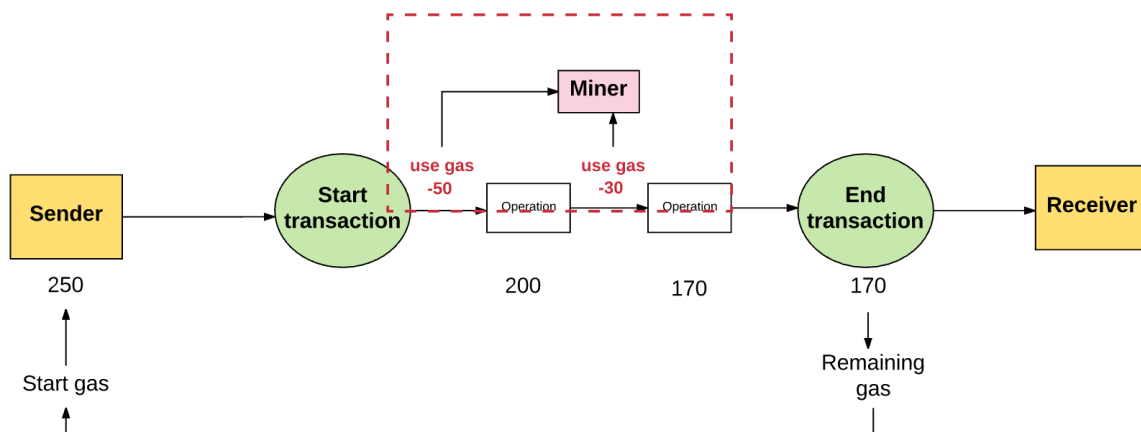 Miner
use gas
-50
use gas
-30
Sender
Start
transaction
Operation
Operation
End
transaction
Receiver
250
200
170
170
Start gas
Remaining
gas